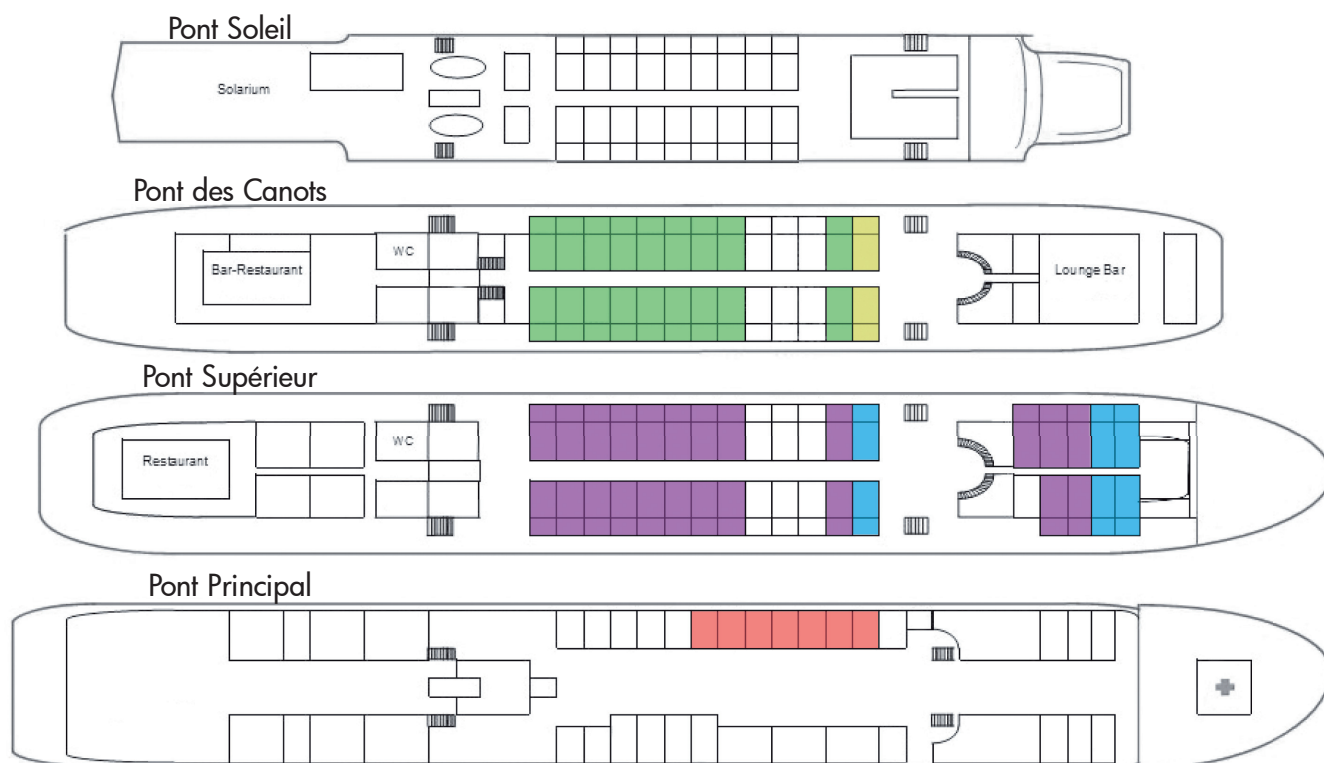 Pont Soleil
Solarium
Pont des Canots
WC
Bar-Restaurant
Lounge Bar
Pont Supérieur
WC
Restaurant
Pont Principal